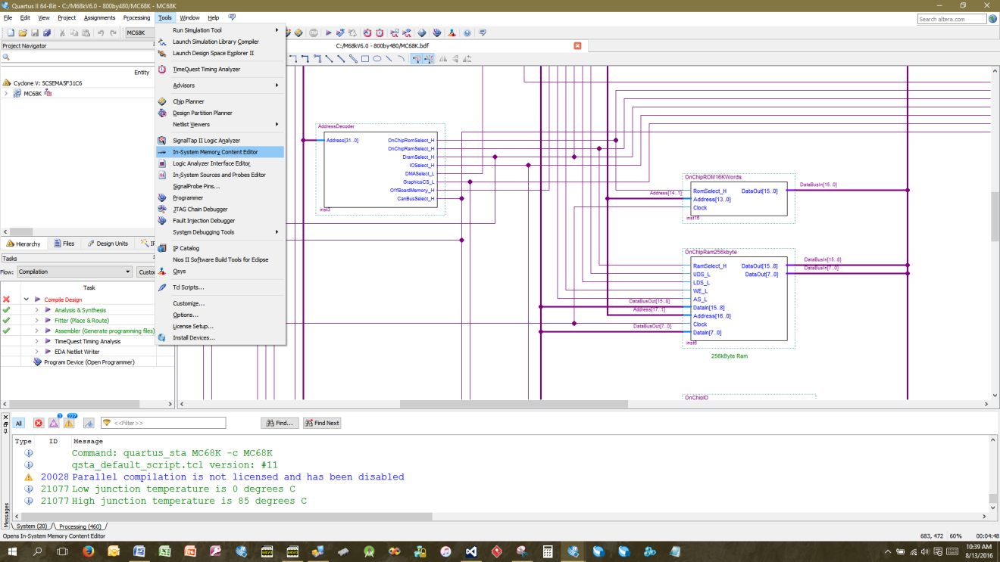 Quartus II 64-Bit - C:/M68kV6.0 - 800by480/MC68K - MC68K
File Edit View Project Assignments Processing Tools Window Help
Search altera.com
MC68K
Project Navigator
Entity
Cyclone V: 5CSEMA5F31C6
MC68K
Hierarchy Files Design Units IP
Tasks
Flow: Compilation Custo
Task
Compile Design
Analysis & Synthesis
Fitter (Place & Route)
Assembler (Generate programming files)
TimeQuest Timing Analysis
EDA Netlist Writer
Program Device (Open Programmer)
Run Simulation Tool
Launch Simulation Library Compiler
Launch Design Space Explorer II
TimeQuest Timing Analyzer
Advisors
Chip Planner
Design Partition Planner
Netlist Viewers
SignalTap II Logic Analyzer
In-System Memory Content Editor
Logic Analyzer Interface Editor
In-System Sources and Probes Editor
SignalProbe Pins...
Programmer
JTAG Chain Debugger
Fault Injection Debugger
System Debugging Tools
IP Catalog
Nios II Software Build Tools for Eclipse
Qsys
Tcl Scripts...
Customize...
Options...
License Setup...
Install Devices...
C:/M68kV6.0 - 800by480/MC68K.bdf
AddressDecoder
Address[31..0]
OnChipRomSelect_H
OnChipRamSelect_H
DramSelect_H
IOSelect_H
DMASelect_L
GraphicsCS_L
OffBoardMemory_H
CanBusSelect_H
inst3
OnChipROM16KWords
Address[14..1]
RomSelect_H DataOut[15..0]
DataBusIn[15..0]
Address[13..0]
Clock
inst16
OnChipRam256kbyte
RamSelect_H DataOut[15..8]
DataBusIn[15..8]
UDS_L DataOut[7..0]
DataBusIn[7..0]
LDS_L
WE_L
AS_L
DataBusOut[15..8]
DataIn[15..8]
Address[17..1]
Address[16..0]
Clock
DataBusOut[7..0]
DataIn[7..0]
inst6
256kByte Ram
OnChipIO
All
1
227
<<Filter>>
Find... Find Next
Type ID Message
Command: quartus_sta MC68K -c MC68K
qsta_default_script.tcl version: #11
20028 Parallel compilation is not licensed and has been disabled
21077 Low junction temperature is 0 degrees C
21077 High junction temperature is 85 degrees C
Messages
System (20) Processing (460)
Opens In-System Memory Content Editor
683, 472 60% 00:04:48
10:39 AM
8/13/2016